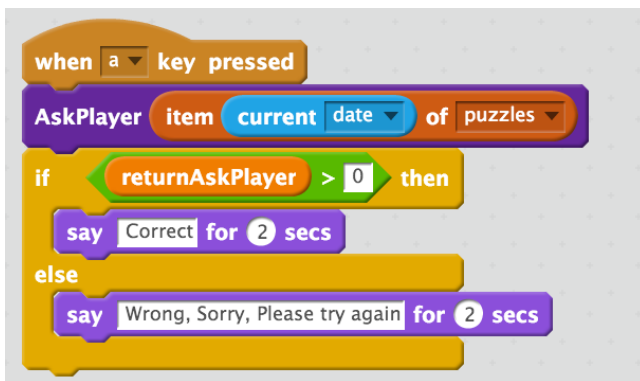 when a key pressed
AskPlayer item current date of puzzles
if returnAskPlayer > 0 then
say Correct for 2 secs
else
say Wrong, Sorry, Please try again for 2 secs